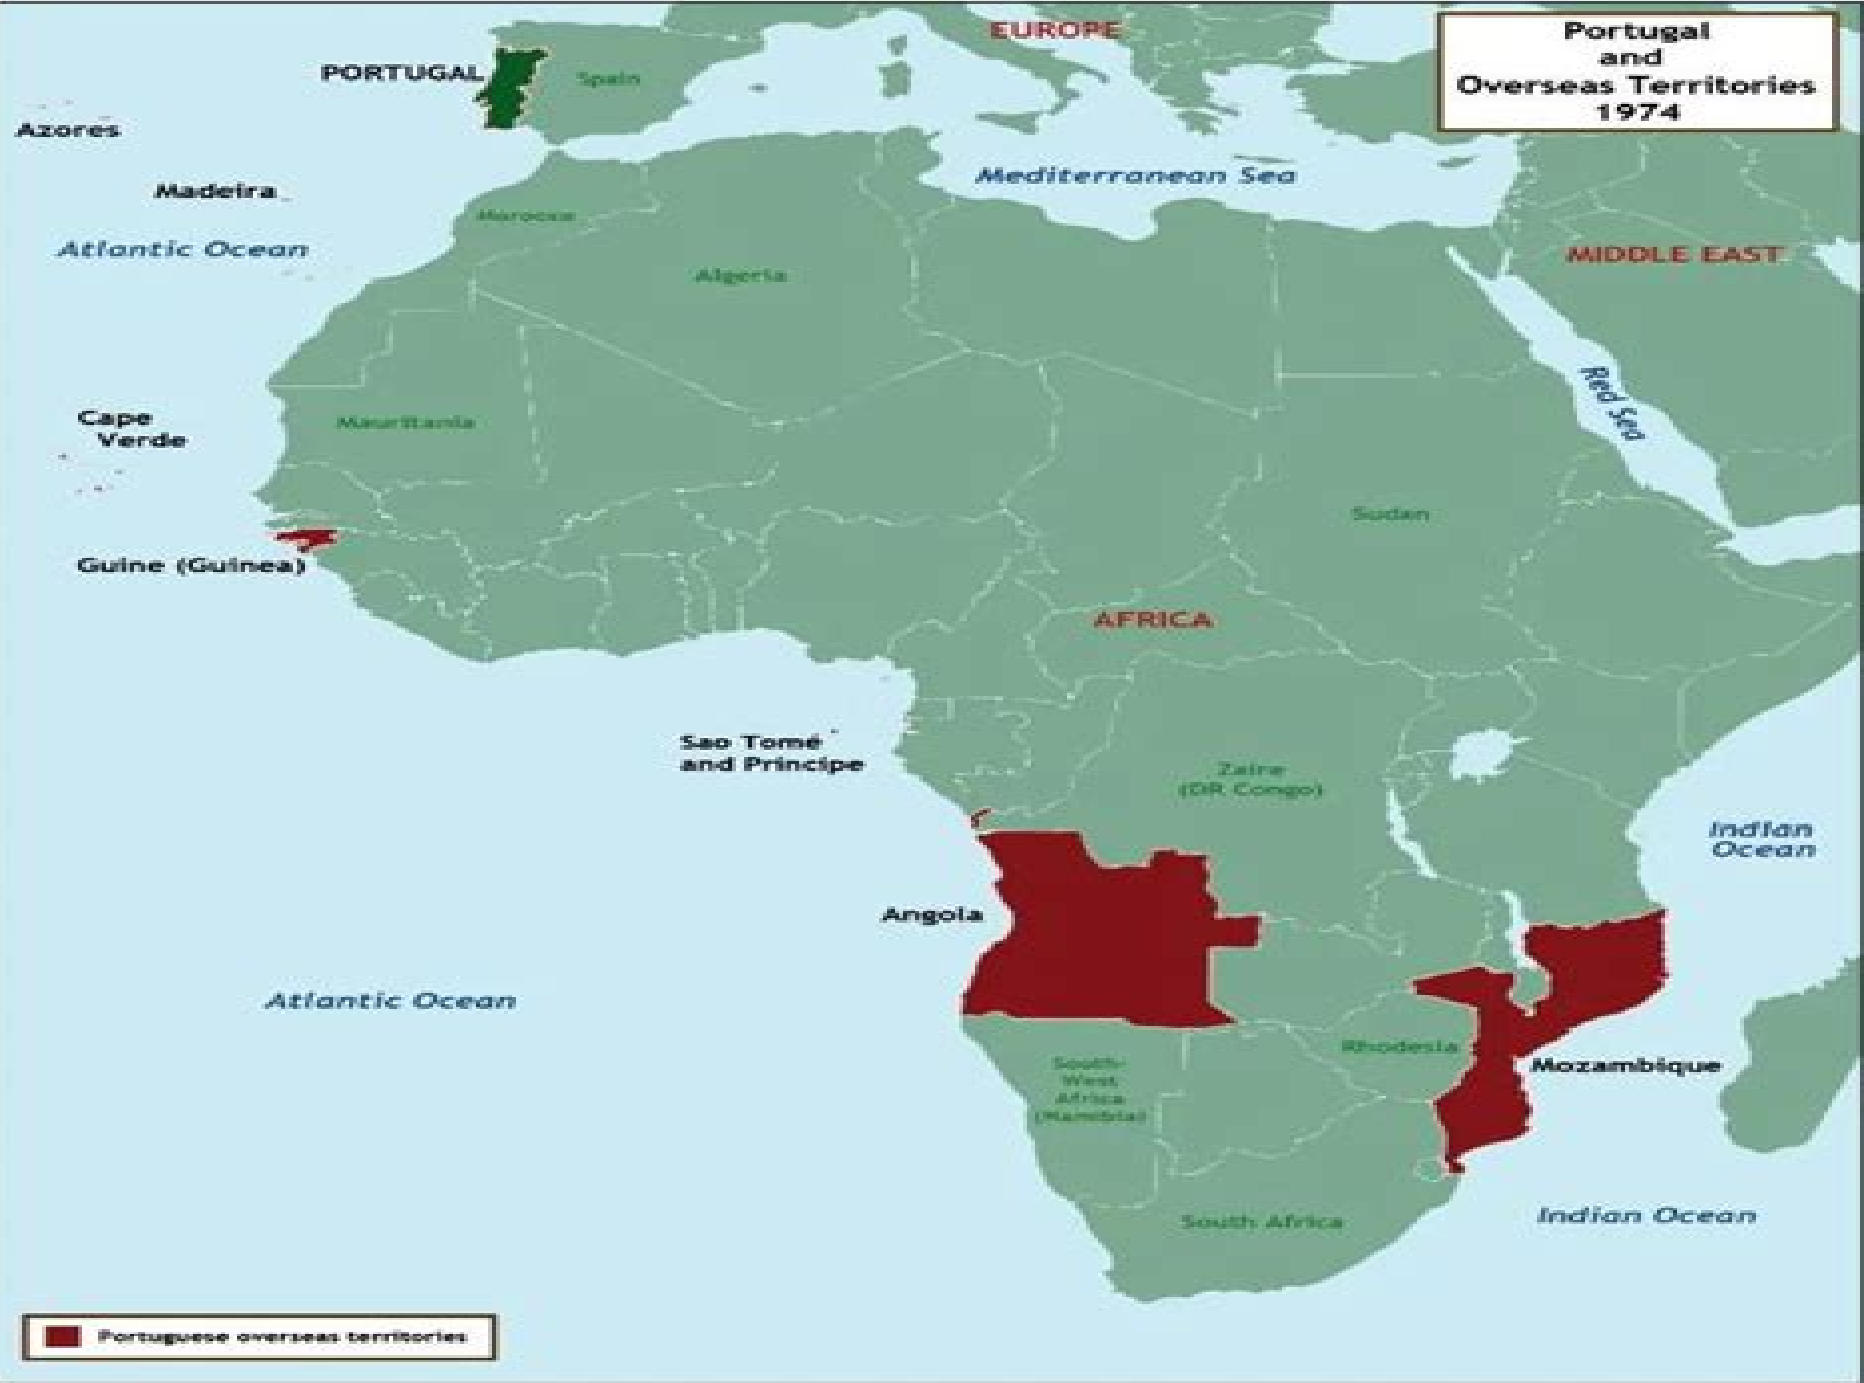 EUROPE
Portugal
and
Overseas Territories
1974
PORTUGAL
Spain
Azores
Mediterranean Sea
Madeira
Morocco
Atlantic Ocean
MIDDLE EAST
Algeria
Red Sea
Cape
Verde
Mauritania
Sudan
Guine (Guinea)
AFRICA
Sao Tomé
and Principe
Zaire
(DR Congo)
Indian
Ocean
Angola
Atlantic Ocean
Rhodesia
Mozambique
South-
West
Africa
(Namibia)
South Africa
Indian Ocean
Portuguese overseas territories